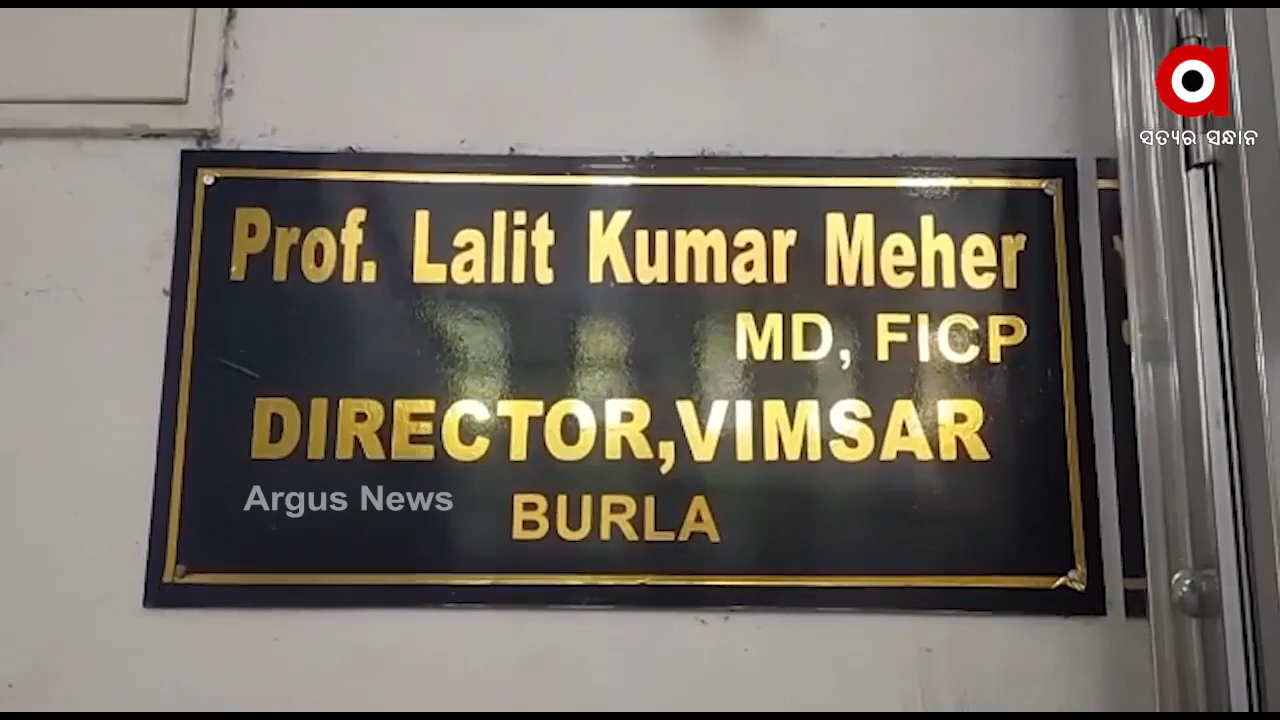 ସତ୍ୟର ସନ୍ଧାନ
Prof. Lalit Kumar Meher
MD, FICP
DIRECTOR,VIMSAR
Argus News
BURLA